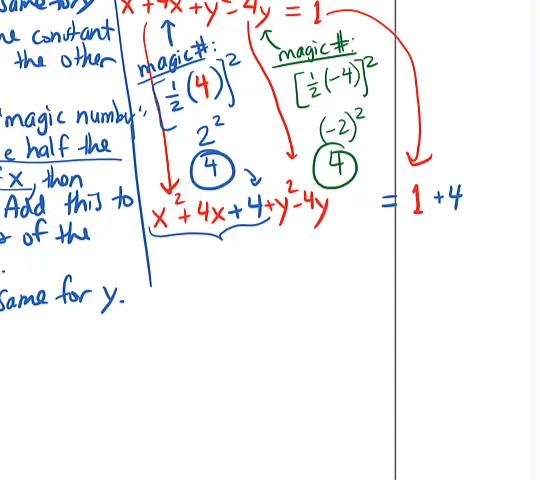 same for y
x² + 4x + y² - 4y = 1
ne constant
the other
magic #:
magic #:
[½(4)]²
[½(-4)]²
"magic number"
2²
(-2)²
e half the
4
4
x, then
Add this to
x² + 4x + 4 + y² - 4y = 1 + 4
of the
same for y.